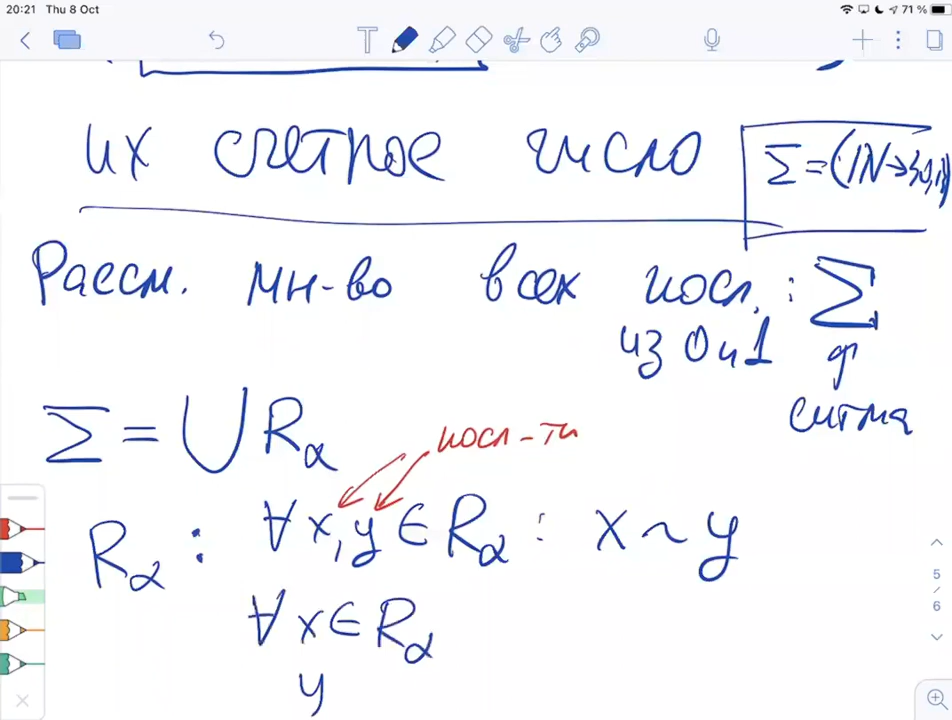 20:21 Thu 8 Oct
71 %
их счетное число
Σ = (ℕ→{0,1})
Рассм. мн-во всех посл. : Σ
из 0 и 1
сигма
Σ = ∪ R_α
посл-ти
R_α : ∀ x, y ∈ R_α : x ~ y
∀ x ∈ R_α
y
5
/
6